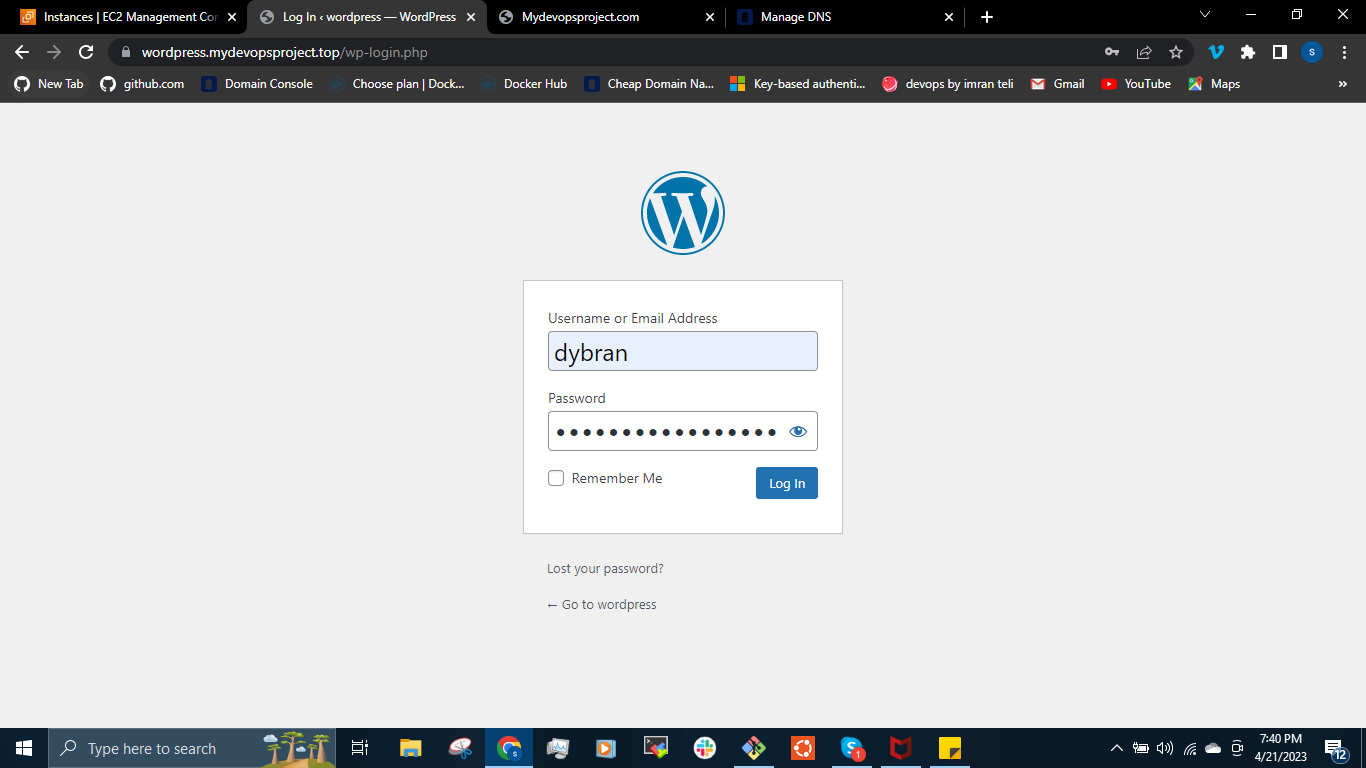 Instances | EC2 Management Con
Log In ‹ wordpress — WordPress
Mydevopsproject.com
Manage DNS
wordpress.mydevopsproject.top/wp-login.php
s
New Tab
github.com
Domain Console
Choose plan | Dock...
Docker Hub
Cheap Domain Na...
Key-based authenti...
devops by imran teli
Gmail
YouTube
Maps
»
W
Username or Email Address
dybran
Password
••••••••••••••••••
Remember Me
Log In
Lost your password?
← Go to wordpress
Type here to search
1
7:40 PM
4/21/2023
12